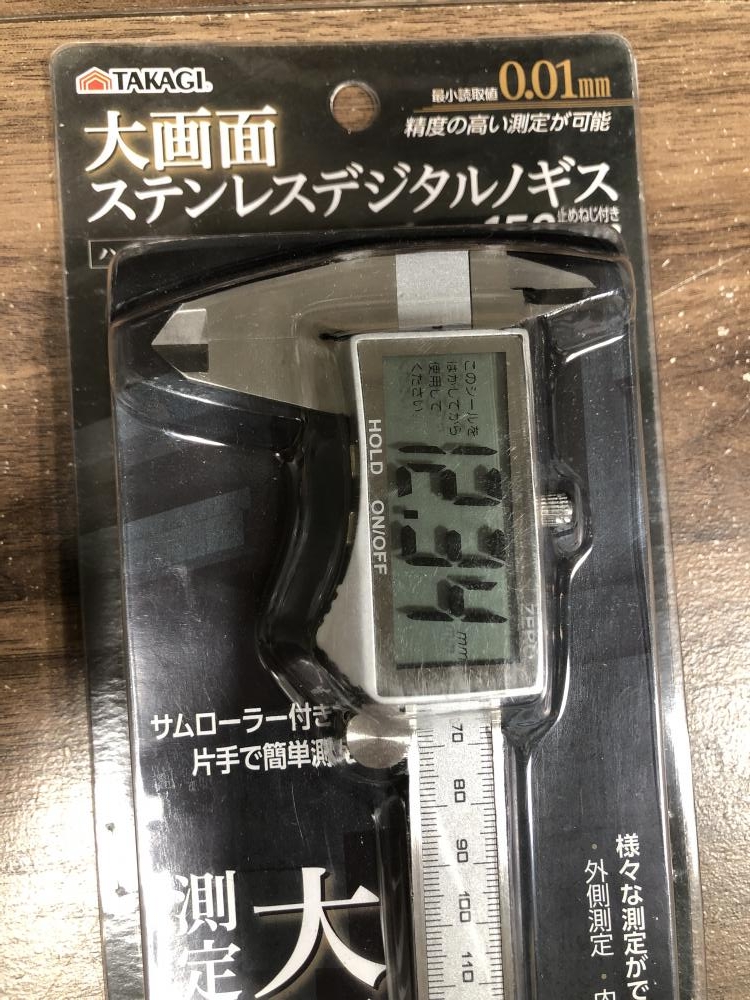 TAKAGI
最小読取値 0.01mm
精度の高い測定が可能
大画面
ステンレスデジタルノギス
止めねじ付き
このシールを
はがしてから
使用して
ください
12.34
mm
HOLD ON/OFF
サムローラー付き
片手で簡単測
70
80
90
100
110
大
測定
様々な測定がで
・外側測定 ・内